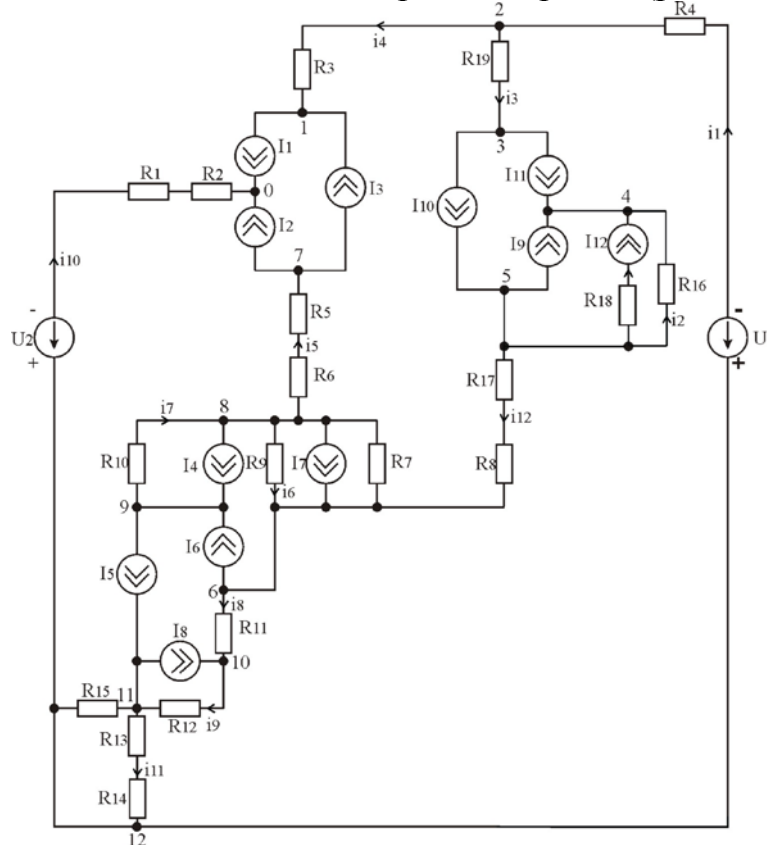 2
R4
i4
R19
R3
i3
1
3
i1
I1
I11
R1
R2
0
I3
I10
4
I2
I9
I12
i10
7
5
R16
R5
R18
-
-
i2
U2
U
i5
+
+
R17
R6
i12
i7
8
R10
I4
R9
I7
R7
R8
i6
9
I6
I5
6
i8
I8
R11
10
R15
11
R12
i9
R13
i11
R14
12